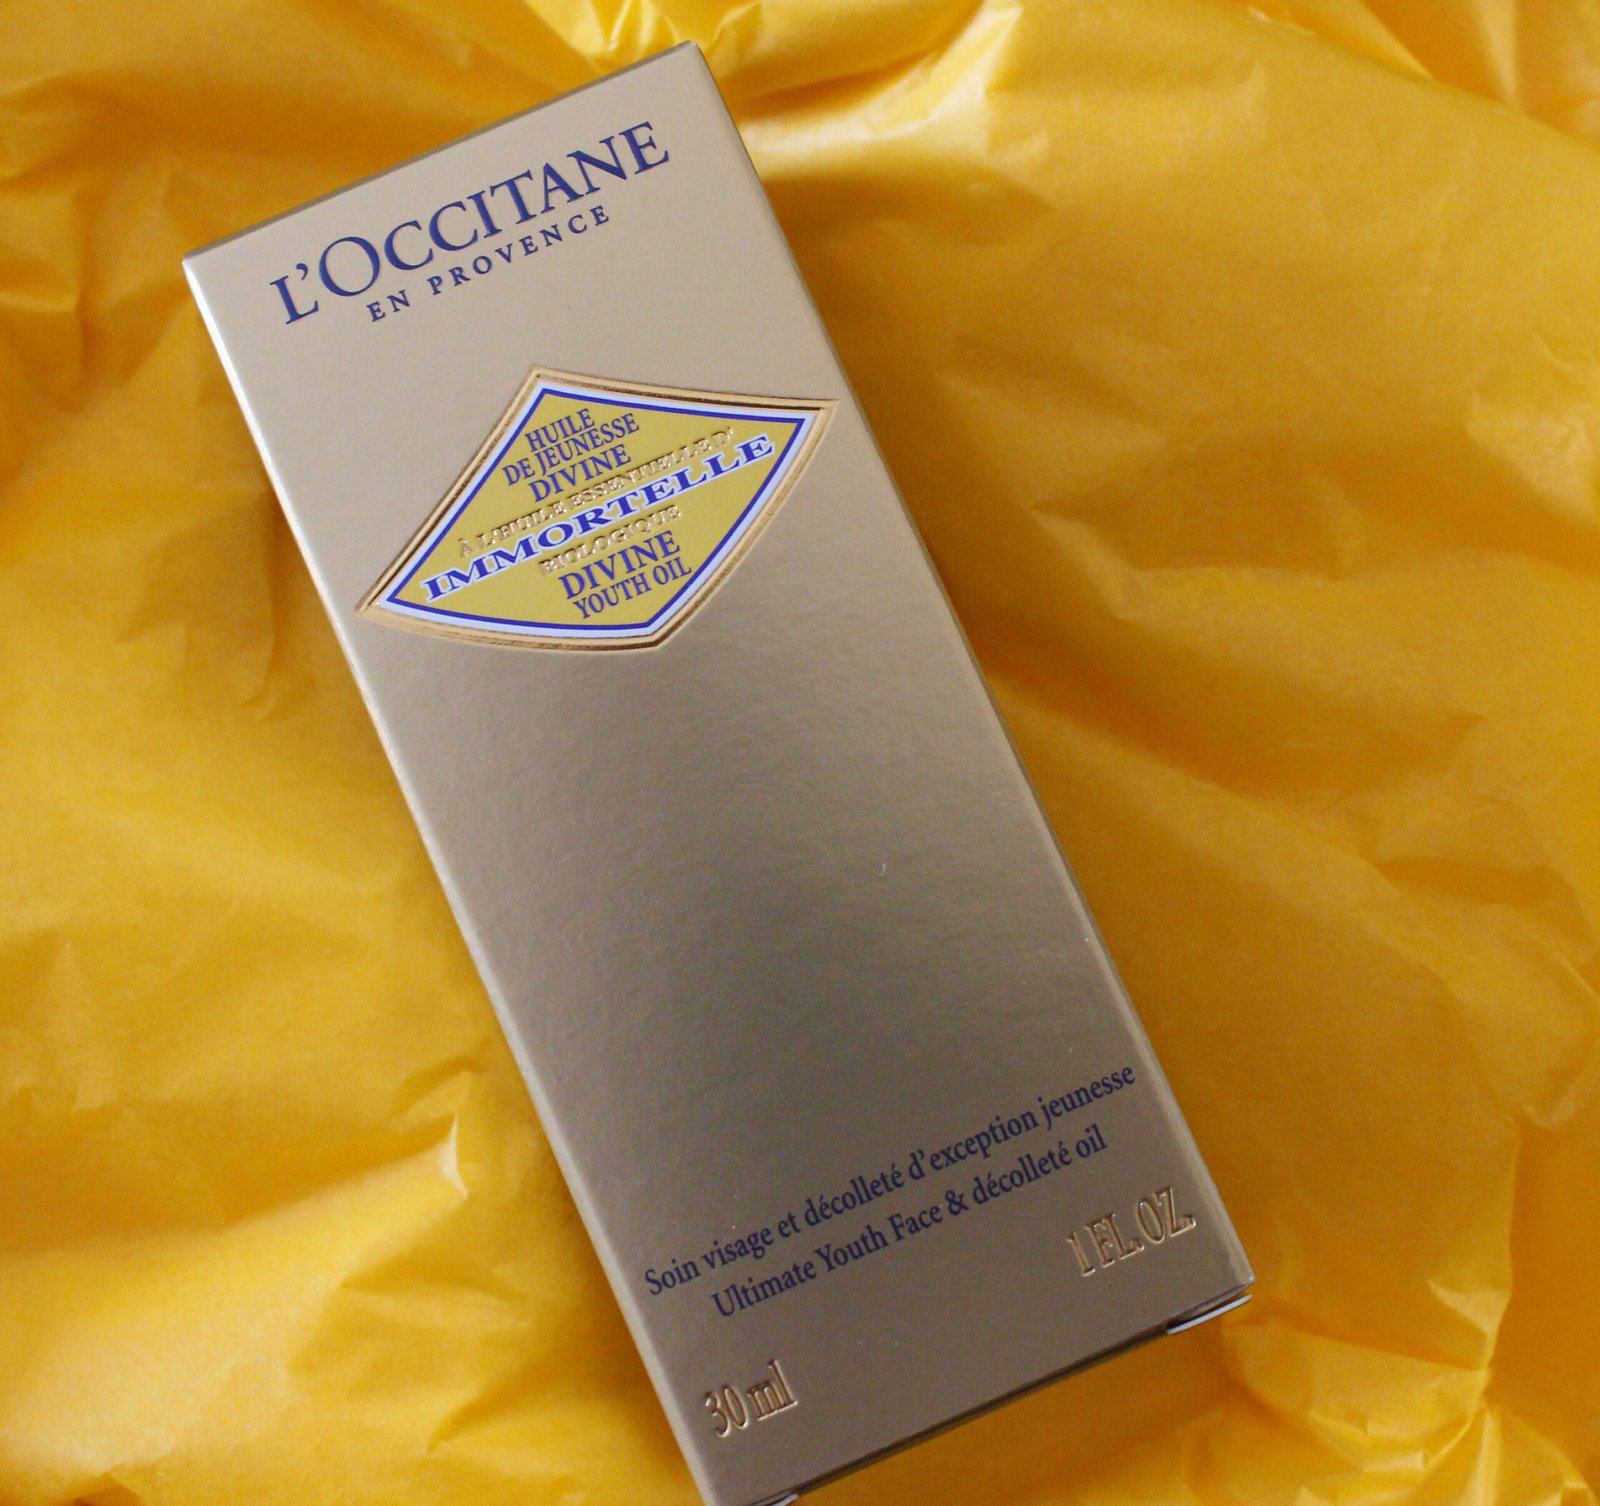 L'OCCITANE
EN PROVENCE
HUILE
DE JEUNESSE
DIVINE
À L'HUILE ESSENTIELLE D'
IMMORTELLE
BIOLOGIQUE
DIVINE
YOUTH OIL
Soin visage et décolleté d'exception jeunesse
Ultimate Youth Face & décolleté oil
1 FL.OZ.
30 ml